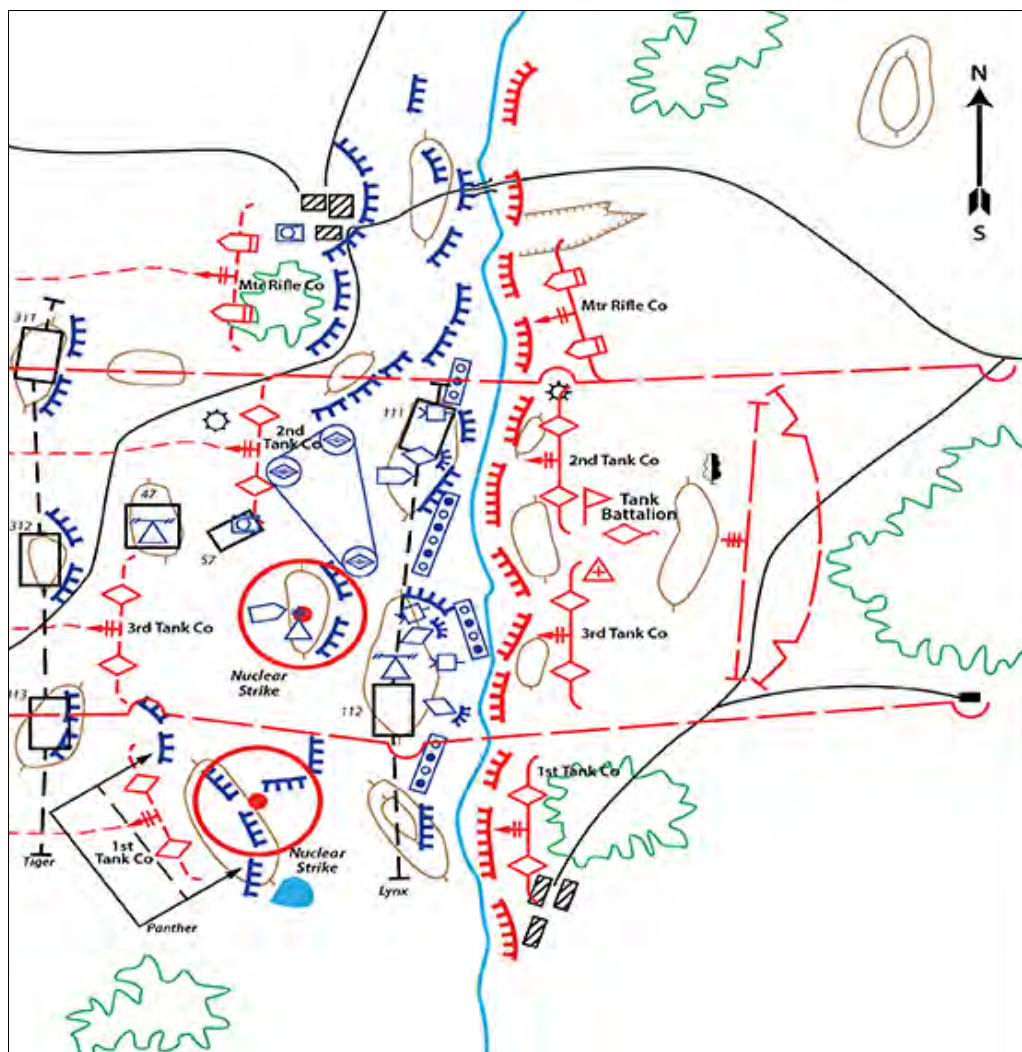 N
S
Mtr Rifle Co
Mtr Rifle Co
311
111
2nd
Tank Co
2nd Tank Co
47
Tank
Battalion
312
57
3rd Tank Co
3rd Tank Co
Nuclear
Strike
113
112
1st Tank Co
1st
Tank Co
Nuclear
Strike
Tiger
Lynx
Panther